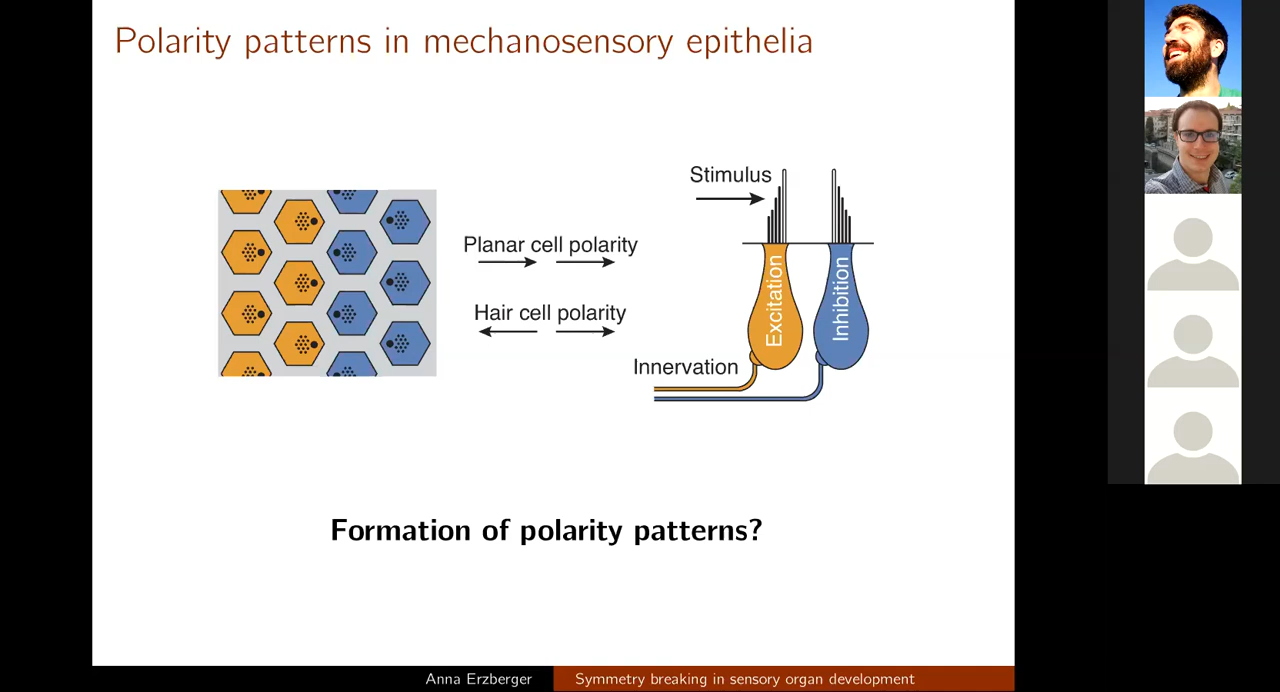 Polarity patterns in mechanosensory epithelia
Stimulus
Planar cell polarity
Hair cell polarity
Excitation
Inhibition
Innervation
Formation of polarity patterns?
Anna Erzberger
Symmetry breaking in sensory organ development